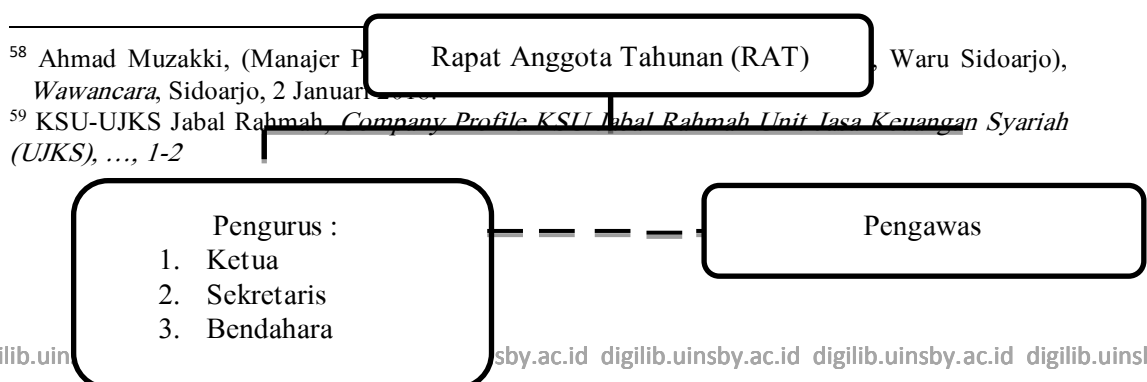 Rapat Anggota Tahunan (RAT)
58 Ahmad Muzakki, (Manajer P , Waru Sidoarjo),
Wawancara, Sidoarjo, 2 Januari
59 KSU-UJKS Jabal Rahmah, Company Profile KSU Jabal Rahmah Unit Jasa Keuangan Syariah
(UJKS), …, 1-2
Pengurus :
1. Ketua
2. Sekretaris
3. Bendahara
Pengawas
ilib.uin sby.ac.id digilib.uinsby.ac.id digilib.uinsby.ac.id digilib.uins